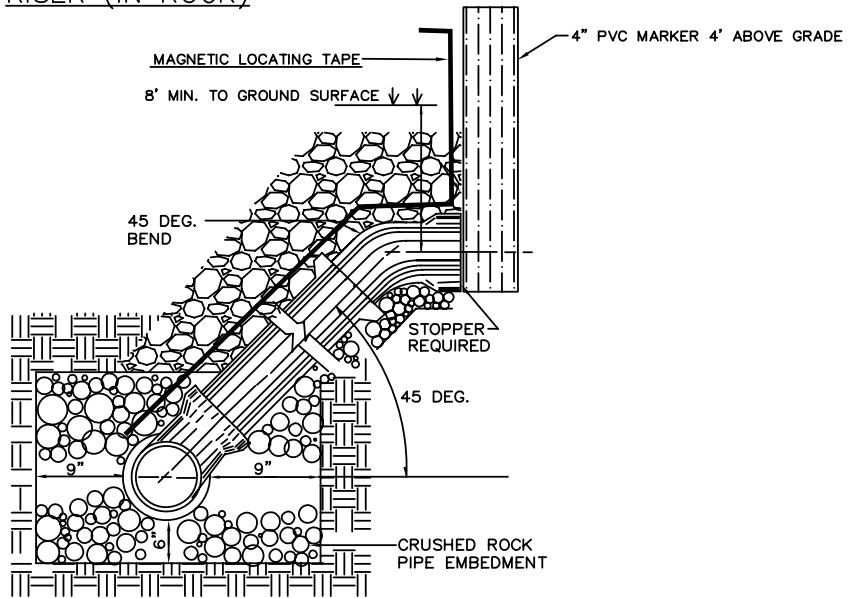 RISER (IN ROCK)
4" PVC MARKER 4' ABOVE GRADE
MAGNETIC LOCATING TAPE
8' MIN. TO GROUND SURFACE
45 DEG.
BEND
STOPPER
REQUIRED
45 DEG.
9"
9"
6"
CRUSHED ROCK
PIPE EMBEDMENT